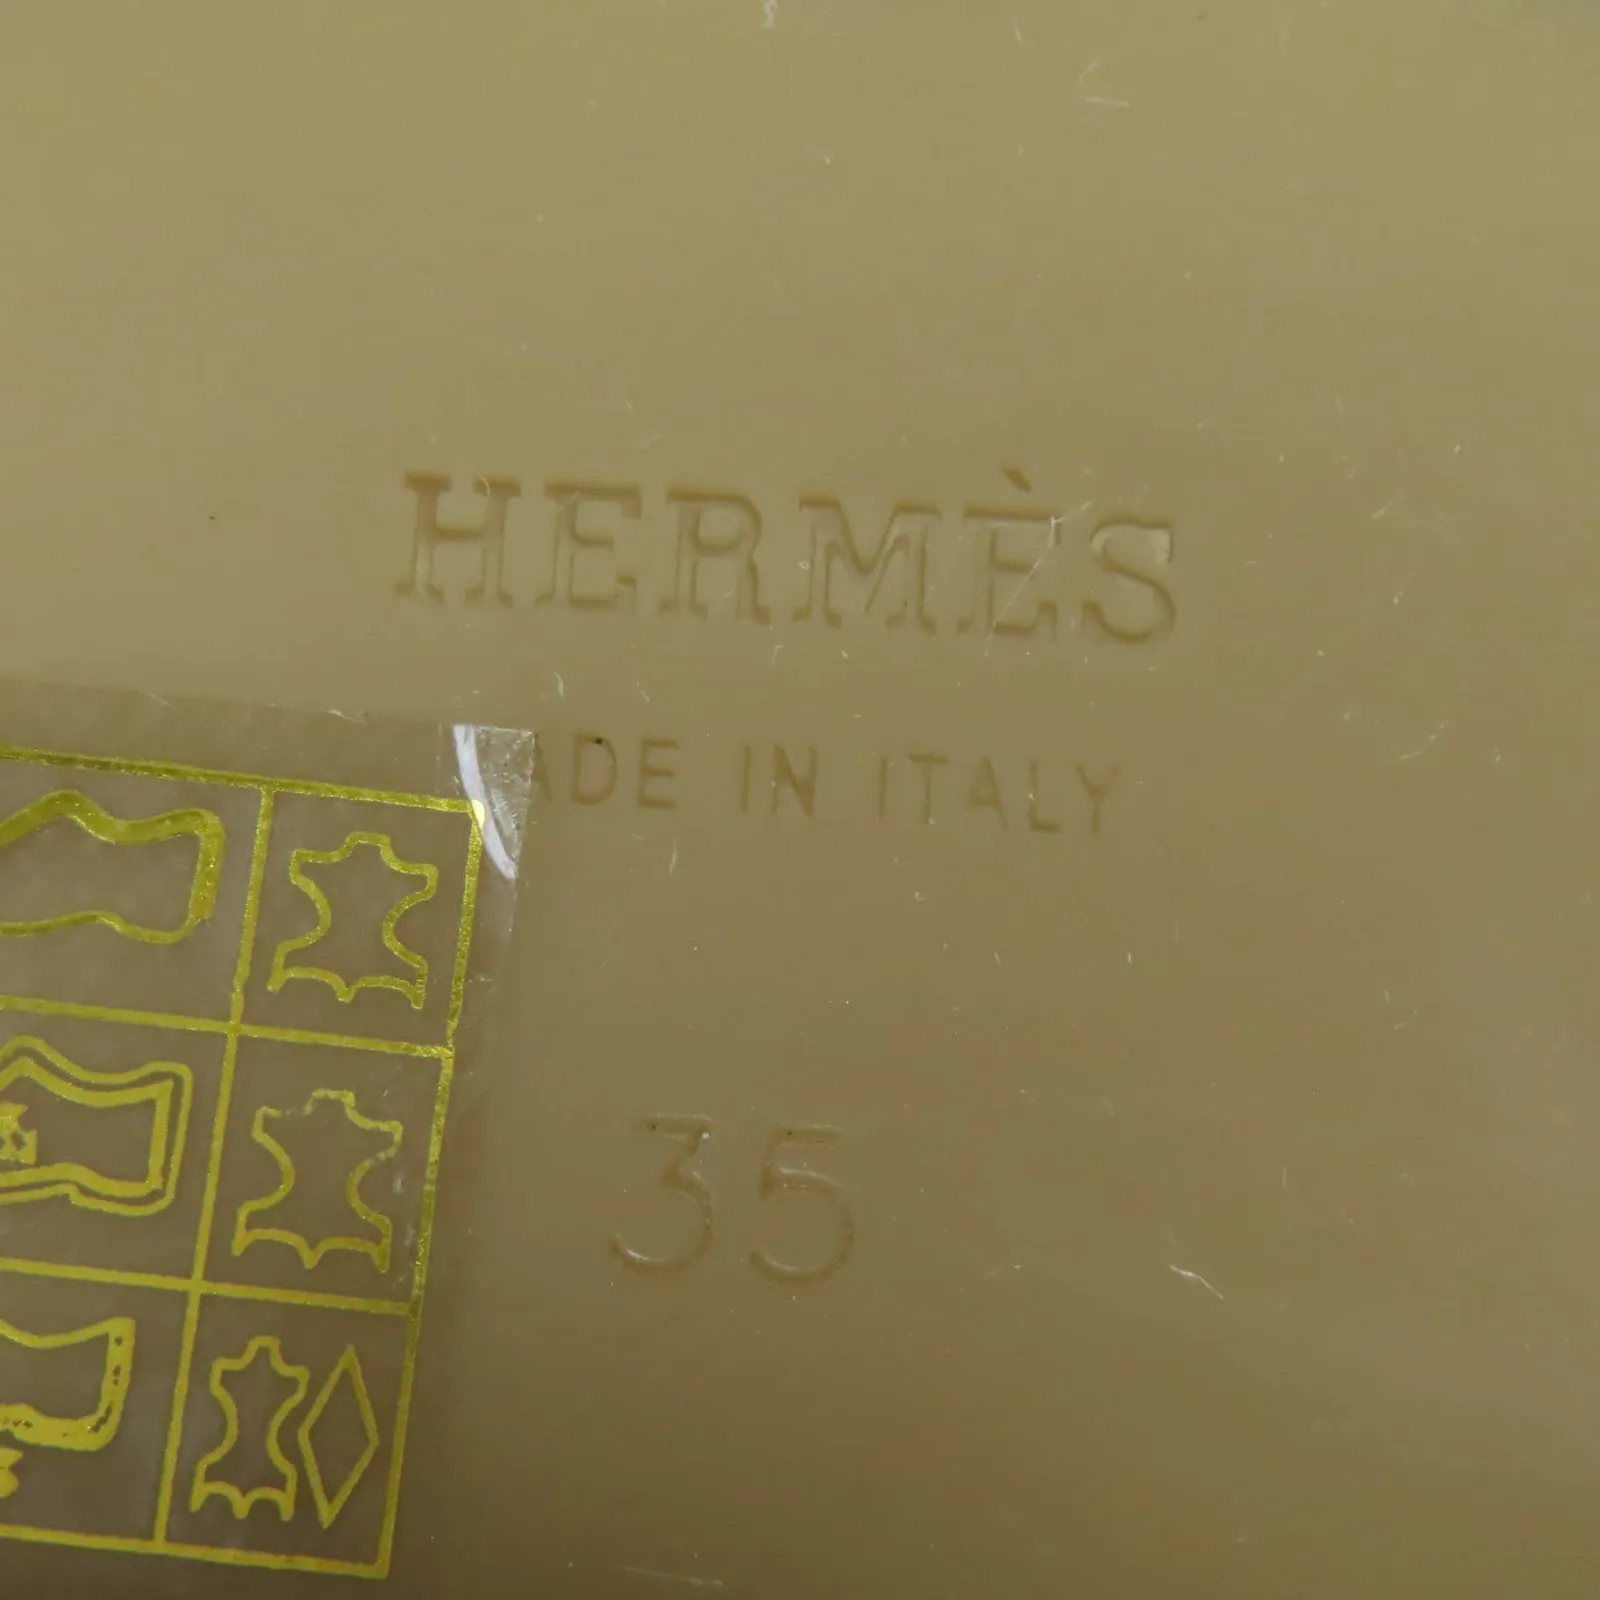 HERMÈS
ADE IN ITALY
35